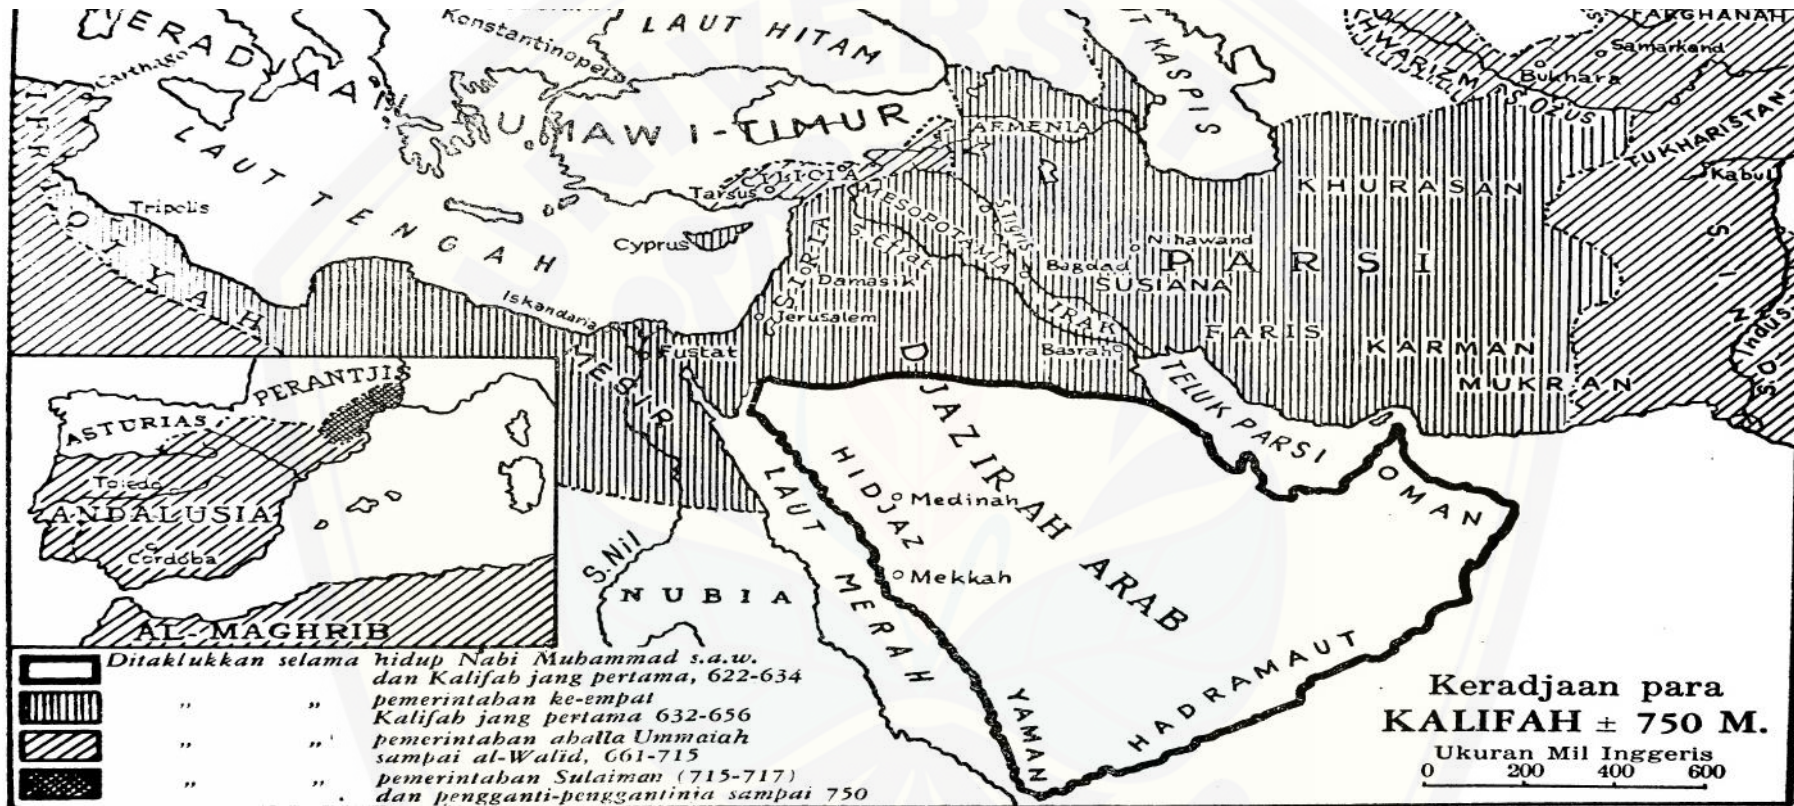 KERADJAAN
UMAWI-TIMUR
Konstantinopel
LAUT HITAM
LAUT KASPIS
FARGHANAH
Samarkand
Bukhara
KHWARIZM
S. Oxus
TUKHARISTAN
Kabul
Carthago
LAUT TENGAH
Tripolis
IFRIQIYAH
Cyprus
Tarsus
CILICIA
ARMENIA
MESOPOTAMIA
S. Tigris
S. Efrat
SIORIA
Damasik
Jerusalem
Iskandaria
Fustat
MESIR
Nihawand
Bagdad
SUSIANA
IRAK
Basrah
PARSI
KHURASAN
FARIS
KARMAN
MUKRAN
SINDS
Indus
TELUK PARSI
OMAN
DJAZIRAH ARAB
HIDJAZ
Medinah
Mekkah
LAUT MERAH
YAMAN
HADRAMAUT
S. Nil
NUBIA
PERANTJIS
ASTURIAS
Toledo
ANDALUSIA
Cordoba
AL-MAGHRIB
Ditaklukkan selama hidup Nabi Muhammad s.a.w.
dan Kalifah jang pertama, 622-634
„ „ pemerintahan ke-empat
Kalifah jang pertama 632-656
„ „ pemerintahan ahalla Ummaiah
sampai al-Walid, 661-715
„ „ pemerintahan Sulaiman (715-717)
dan pengganti-penggantinia sampai 750
Keradjaan para
KALIFAH ± 750 M.
Ukuran Mil Inggeris
0 200 400 600